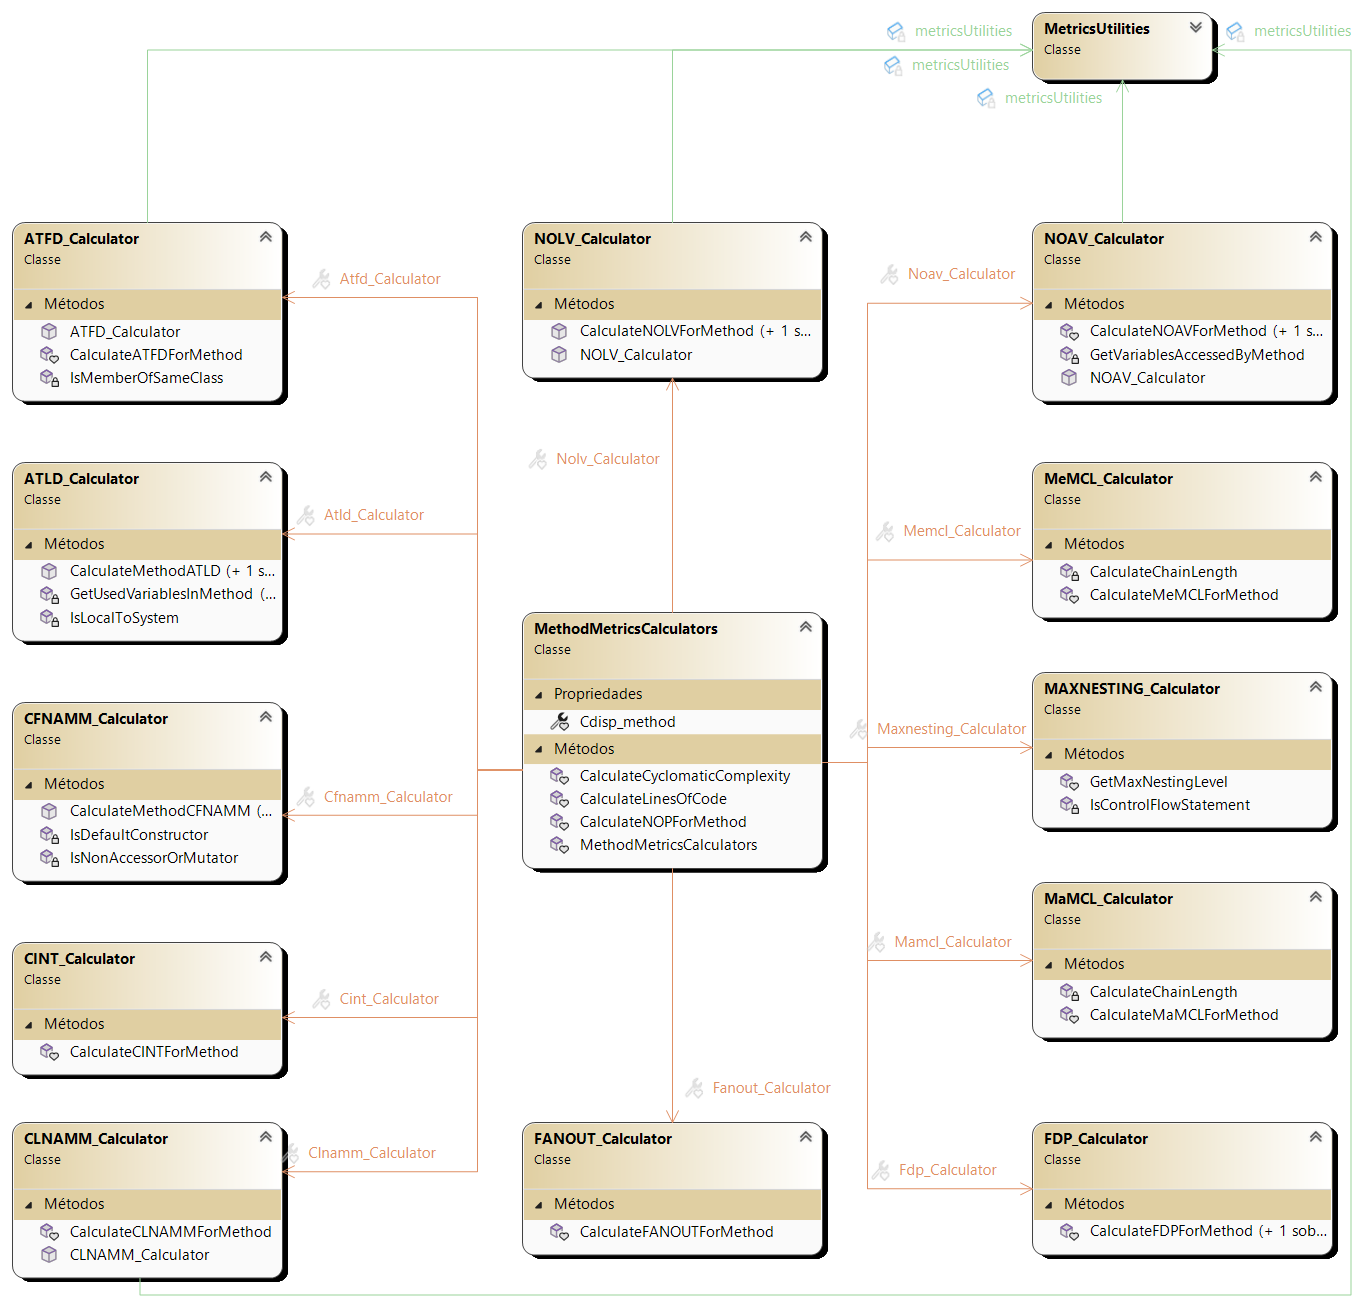 metricsUtilities
metricsUtilities
metricsUtilities
metricsUtilities
MetricsUtilities
Classe
ATFD_Calculator
Classe
Métodos
ATFD_Calculator
CalculateATFDForMethod
IsMemberOfSameClass
Atfd_Calculator
NOLV_Calculator
Classe
Métodos
CalculateNOLVForMethod (+ 1 s...
NOLV_Calculator
Noav_Calculator
NOAV_Calculator
Classe
Métodos
CalculateNOAVForMethod (+ 1 s...
GetVariablesAccessedByMethod
NOAV_Calculator
Nolv_Calculator
ATLD_Calculator
Classe
Métodos
CalculateMethodATLD (+ 1 s...
GetUsedVariablesInMethod (...
IsLocalToSystem
Atld_Calculator
Memcl_Calculator
MeMCL_Calculator
Classe
Métodos
CalculateChainLength
CalculateMeMCLForMethod
MethodMetricsCalculators
Classe
Propriedades
Cdisp_method
Métodos
CalculateCyclomaticComplexity
CalculateLinesOfCode
CalculateNOPForMethod
MethodMetricsCalculators
Maxnesting_Calculator
MAXNESTING_Calculator
Classe
Métodos
GetMaxNestingLevel
IsControlFlowStatement
CFNAMM_Calculator
Classe
Métodos
CalculateMethodCFNAMM (...
IsDefaultConstructor
IsNonAccessorOrMutator
Cfnamm_Calculator
Mamcl_Calculator
MaMCL_Calculator
Classe
Métodos
CalculateChainLength
CalculateMaMCLForMethod
CINT_Calculator
Classe
Métodos
CalculateCINTForMethod
Cint_Calculator
Fanout_Calculator
CLNAMM_Calculator
Classe
Métodos
CalculateCLNAMMForMethod
CLNAMM_Calculator
Clnamm_Calculator
FANOUT_Calculator
Classe
Métodos
CalculateFANOUTForMethod
Fdp_Calculator
FDP_Calculator
Classe
Métodos
CalculateFDPForMethod (+ 1 sob...